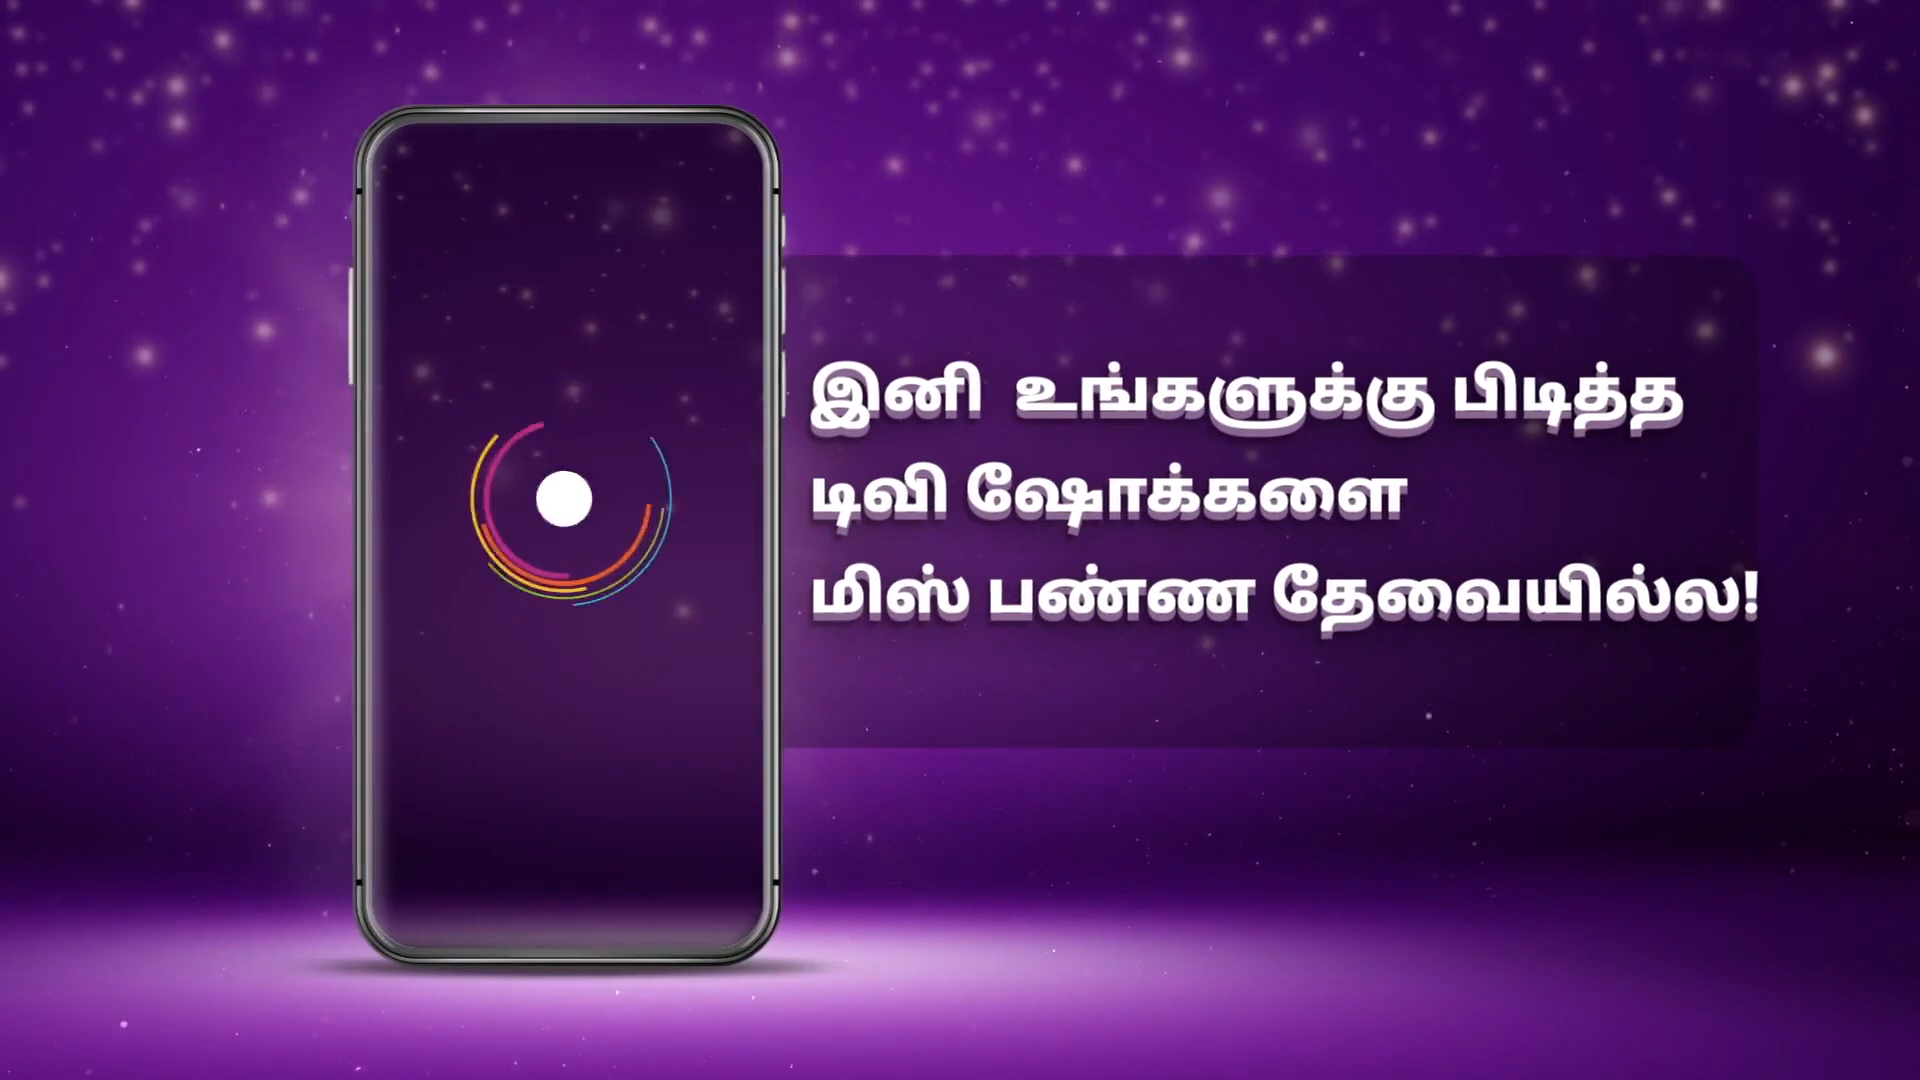 இனி உங்களுக்கு பிடித்த
டிவி ஷோக்களை
மிஸ் பண்ண தேவையில்ல!